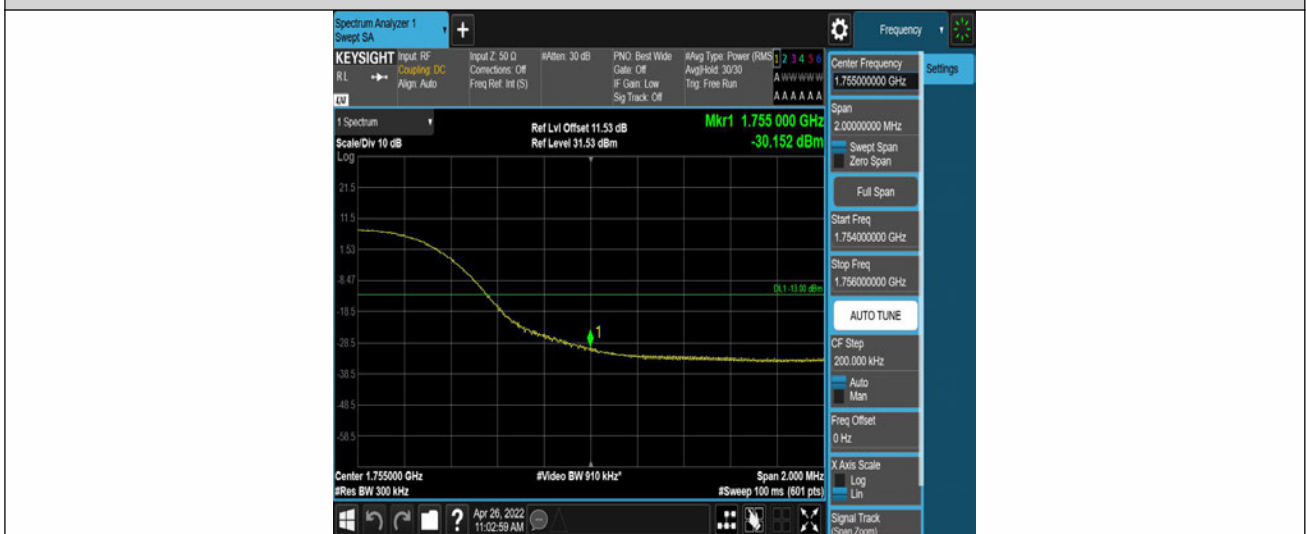 Spectrum Analyzer 1
Swept SA
+
Frequency
KEYSIGHT
R L
Input: RF
Coupling: DC
Align: Auto
Input Z: 50 Ω
Corrections: Off
Freq Ref: Int (S)
#Atten: 30 dB
PNO: Best Wide
Gate: Off
IF Gain: Low
Sig Track: Off
#Avg Type: Power (RMS
Avg|Hold: 30/30
Trig: Free Run
1 2 3 4 5 6
A W W W W W
A A A A A A
1 Spectrum
Scale/Div 10 dB
Log
Ref Lvl Offset 11.53 dB
Ref Level 31.53 dBm
Mkr1 1.755 000 GHz
-30.152 dBm
21.5
11.5
1.53
-8.47
-18.5
-28.5
-38.5
-48.5
-58.5
DL1 -13.00 dBm
1
Center 1.755000 GHz
#Res BW 300 kHz
#Video BW 910 kHz*
Span 2.000 MHz
#Sweep 100 ms (601 pts)
Apr 26, 2022
11:02:59 AM
?
Center Frequency
1.755000000 GHz
Settings
Span
2.00000000 MHz
Swept Span
Zero Span
Full Span
Start Freq
1.754000000 GHz
Stop Freq
1.756000000 GHz
AUTO TUNE
CF Step
200.000 kHz
Auto
Man
Freq Offset
0 Hz
X Axis Scale
Log
Lin
Signal Track
(Span Zoom)